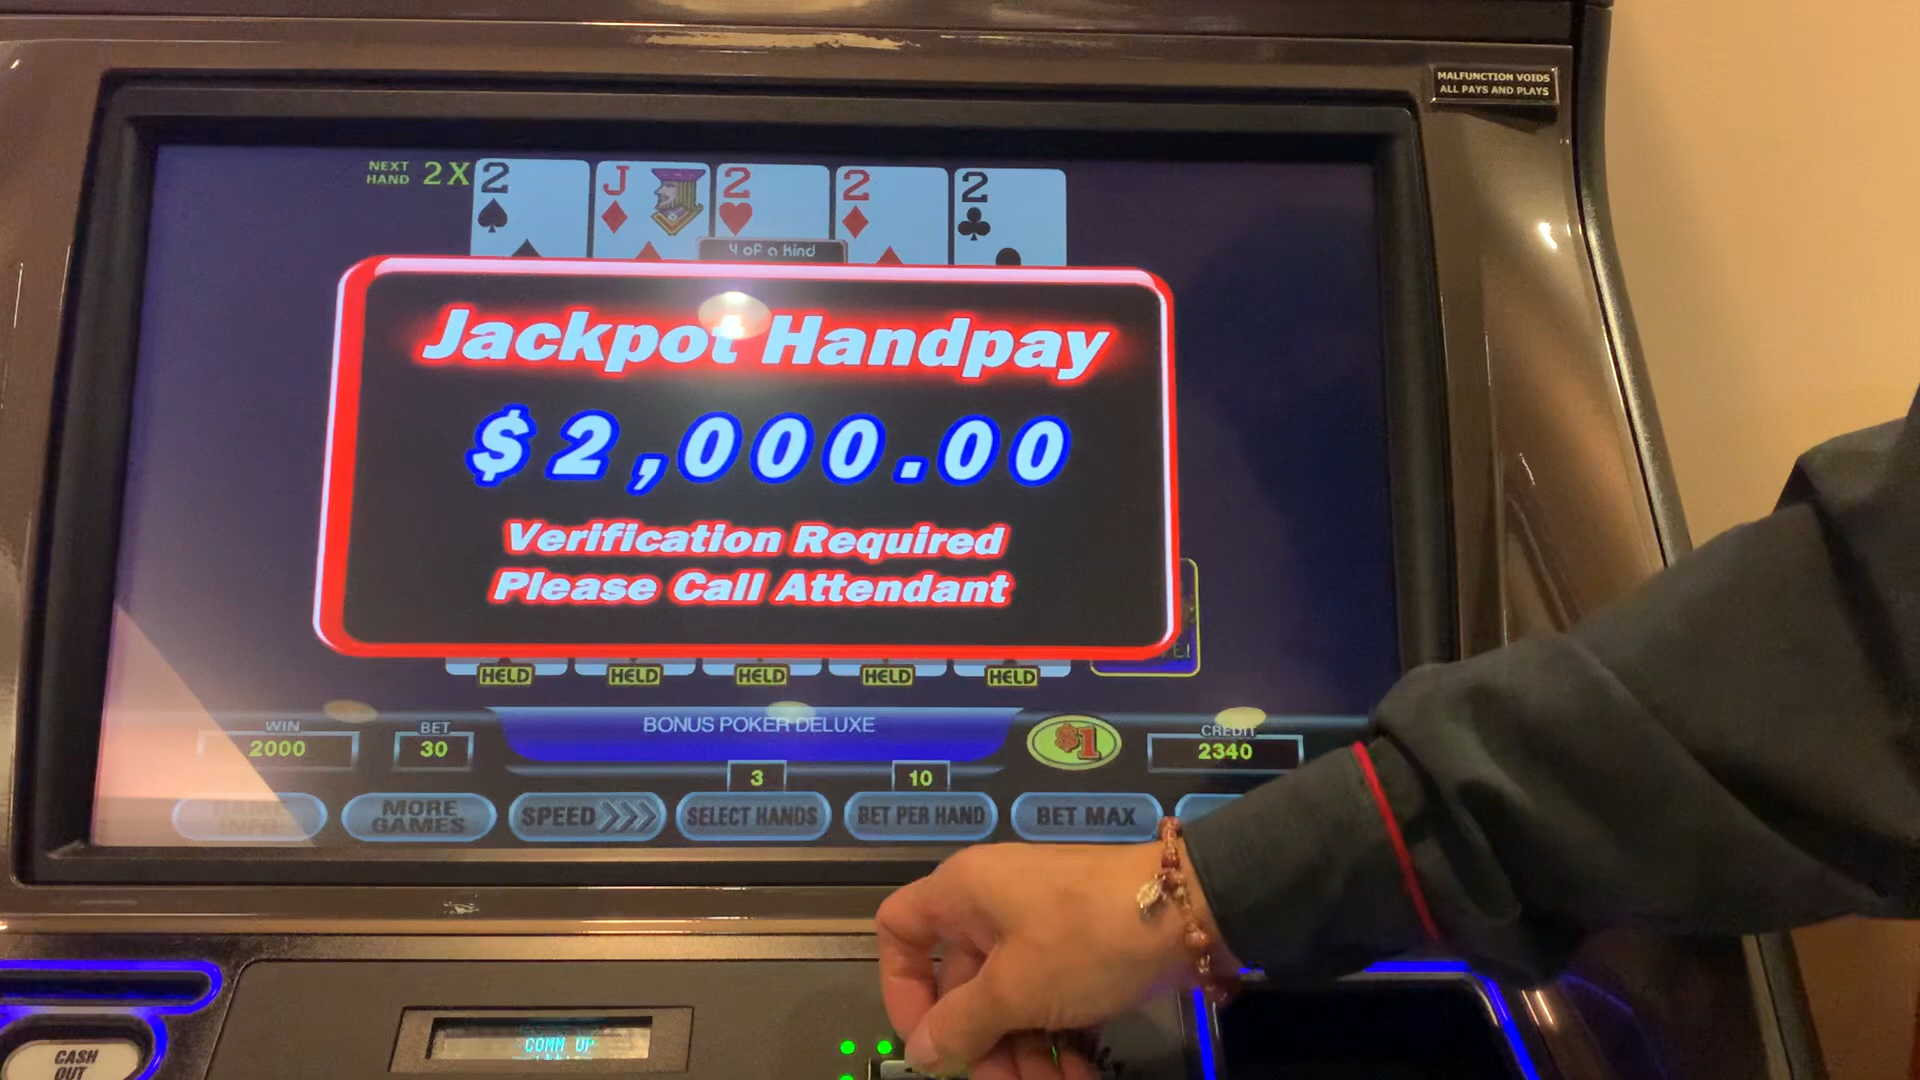 MALFUNCTION VOIDS
ALL PAYS AND PLAYS
NEXT
HAND 2X
2 J 2 2 2
4 of a Kind
Jackpot Handpay
$2,000.00
Verification Required
Please Call Attendant
HELD HELD HELD HELD HELD
WIN
2000
BET
30
BONUS POKER DELUXE
$1
CREDIT
2340
3
10
GAME
INFO
MORE
GAMES
SPEED
SELECT HANDS
BET PER HAND
BET MAX
CASH
OUT
COMM UP